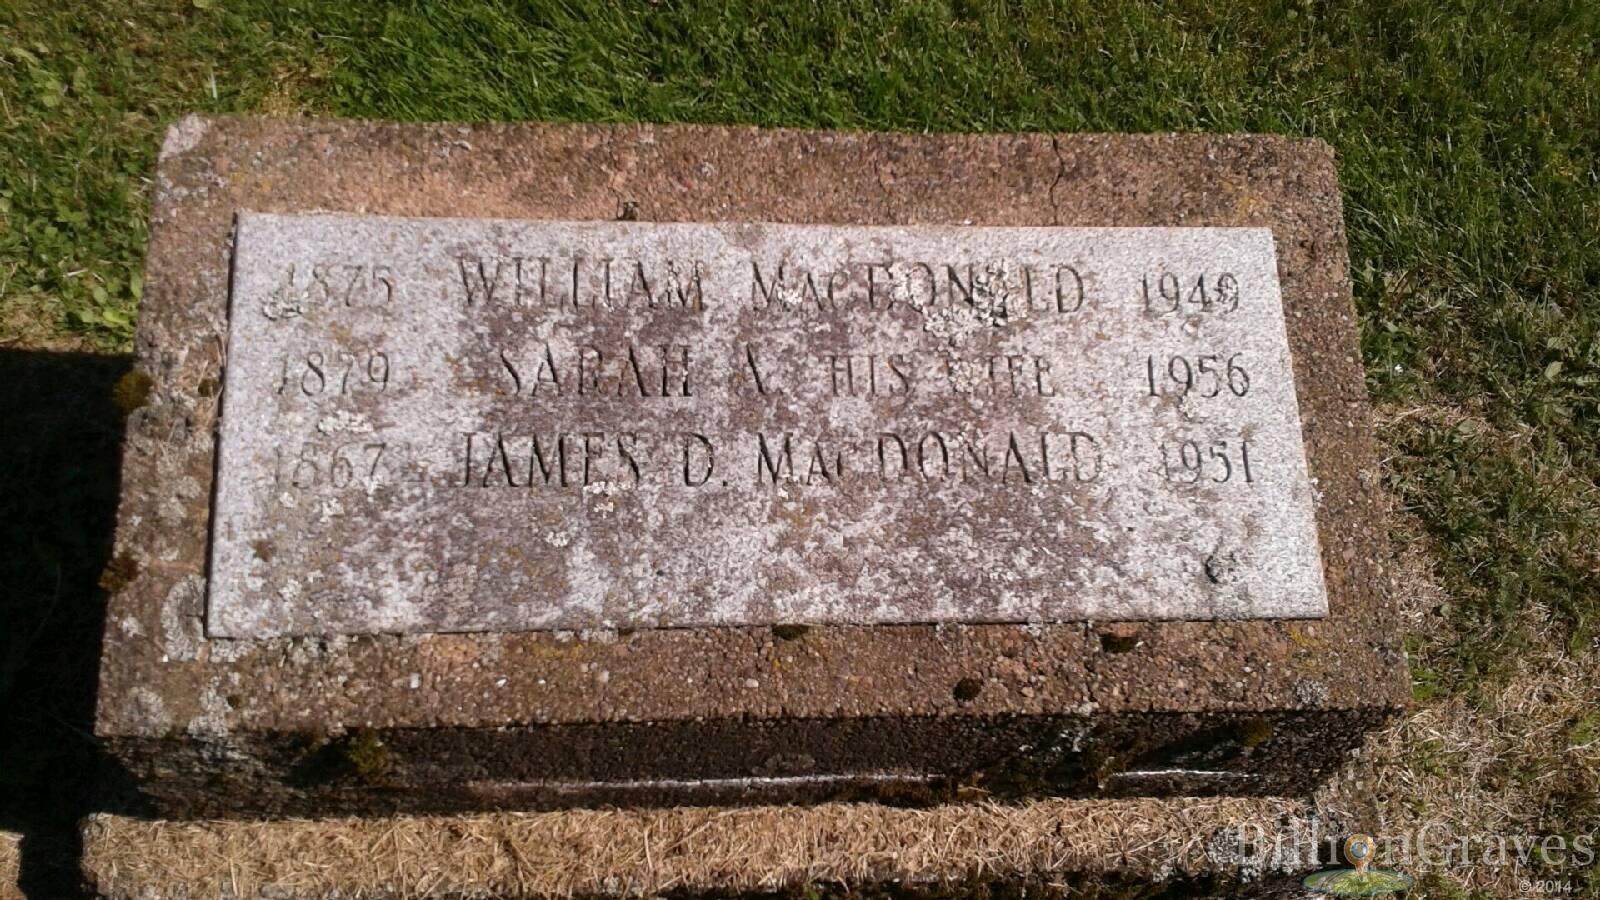 1875 WILLIAM MACDONALD 1949
1879 SARAH A. HIS WIFE 1956
1867 JAMES D. MACDONALD 1951
BillionGraves
© 2014